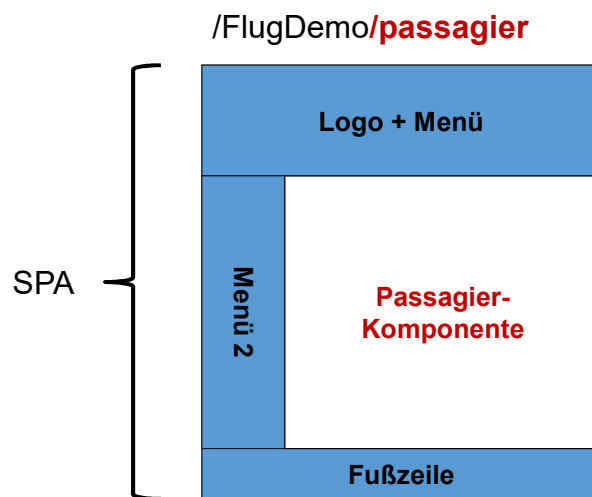 /FlugDemo/passagier
Logo + Menü
SPA
Menü 2
Passagier-
Komponente
Fußzeile